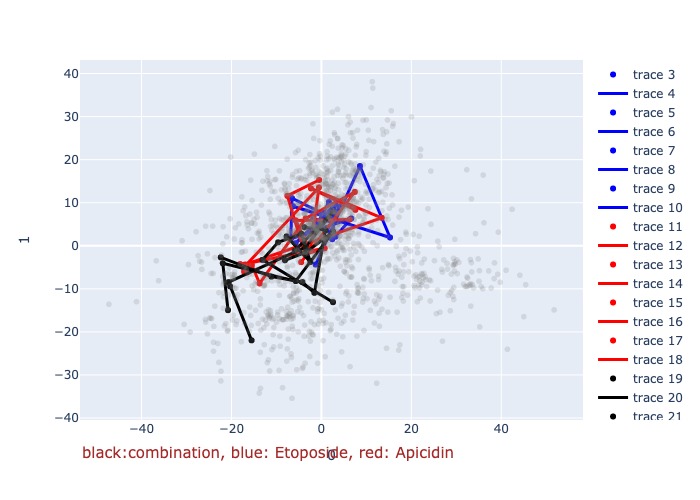 40
30
20
10
0
−10
−20
−30
−40
−40
−20
0
20
40
1
0
black:combination, blue: Etoposide, red: Apicidin
trace 3
trace 4
trace 5
trace 6
trace 7
trace 8
trace 9
trace 10
trace 11
trace 12
trace 13
trace 14
trace 15
trace 16
trace 17
trace 18
trace 19
trace 20
trace 21